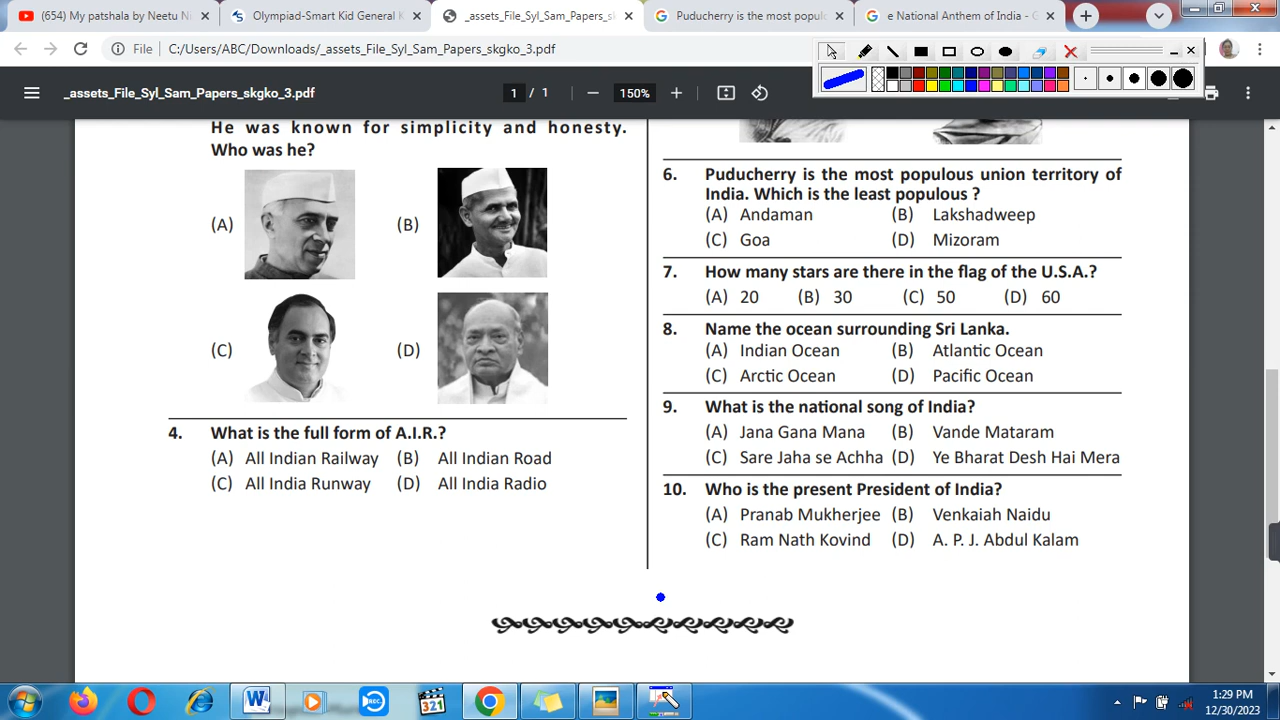 (654) My patshala by Neetu N
Olympiad-Smart Kid General K
_assets_File_Syl_Sam_Papers_s
Puducherry is the most popul
e National Anthem of India - G
File
C:/Users/ABC/Downloads/_assets_File_Syl_Sam_Papers_skgko_3.pdf
_assets_File_Syl_Sam_Papers_skgko_3.pdf
1 / 1
150%
He was known for simplicity and honesty.
Who was he?
(A) (B)
(C) (D)
4. What is the full form of A.I.R.?
(A) All Indian Railway (B) All Indian Road
(C) All India Runway (D) All India Radio
6. Puducherry is the most populous union territory of
India. Which is the least populous ?
(A) Andaman (B) Lakshadweep
(C) Goa (D) Mizoram
7. How many stars are there in the flag of the U.S.A.?
(A) 20 (B) 30 (C) 50 (D) 60
8. Name the ocean surrounding Sri Lanka.
(A) Indian Ocean (B) Atlantic Ocean
(C) Arctic Ocean (D) Pacific Ocean
9. What is the national song of India?
(A) Jana Gana Mana (B) Vande Mataram
(C) Sare Jaha se Achha (D) Ye Bharat Desh Hai Mera
10. Who is the present President of India?
(A) Pranab Mukherjee (B) Venkaiah Naidu
(C) Ram Nath Kovind (D) A. P. J. Abdul Kalam
REC
321
1:29 PM
12/30/2023